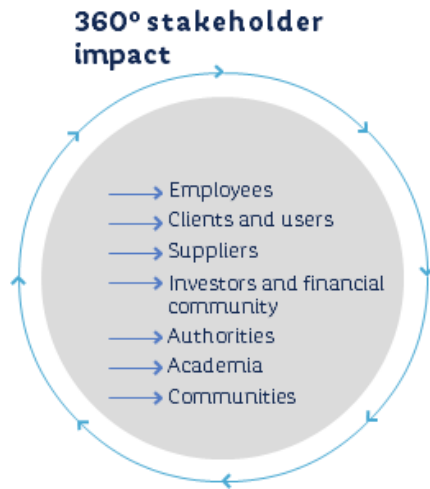 360º stakeholder
impact
Employees
Clients and users
Suppliers
Investors and financial
community
Authorities
Academia
Communities